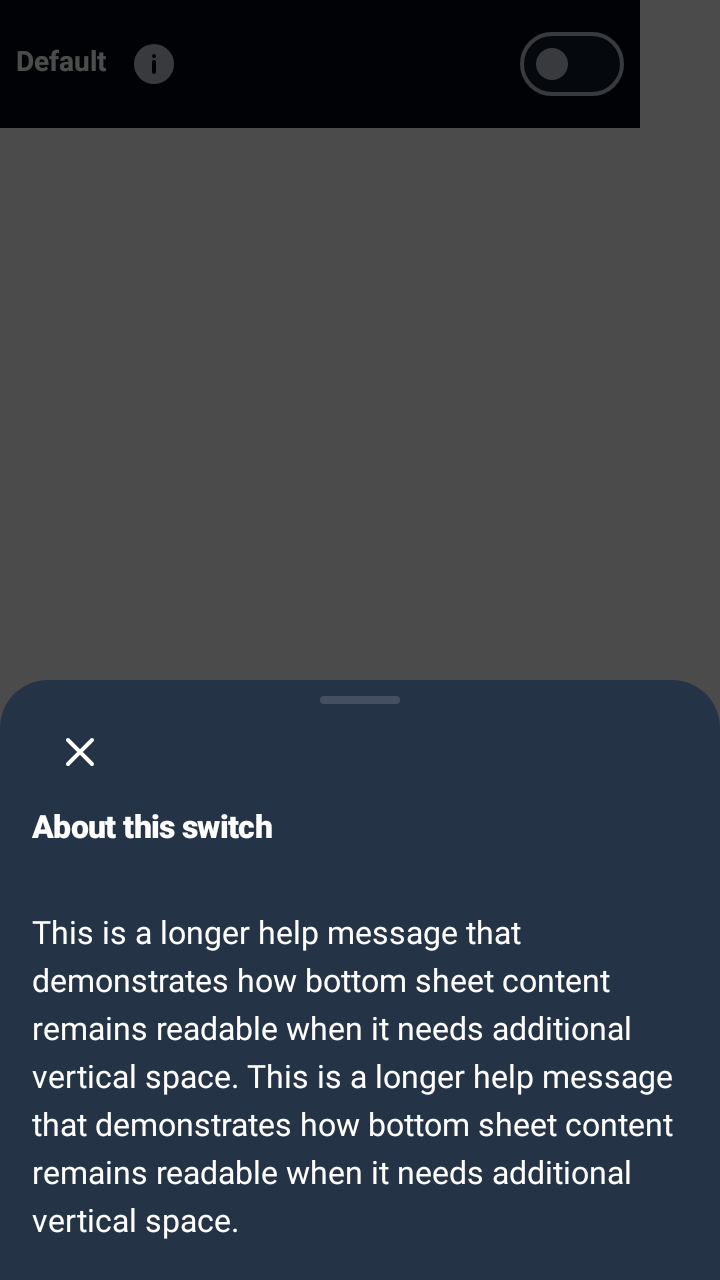 Default
About this switch
This is a longer help message that
demonstrates how bottom sheet content
remains readable when it needs additional
vertical space. This is a longer help message
that demonstrates how bottom sheet content
remains readable when it needs additional
vertical space.